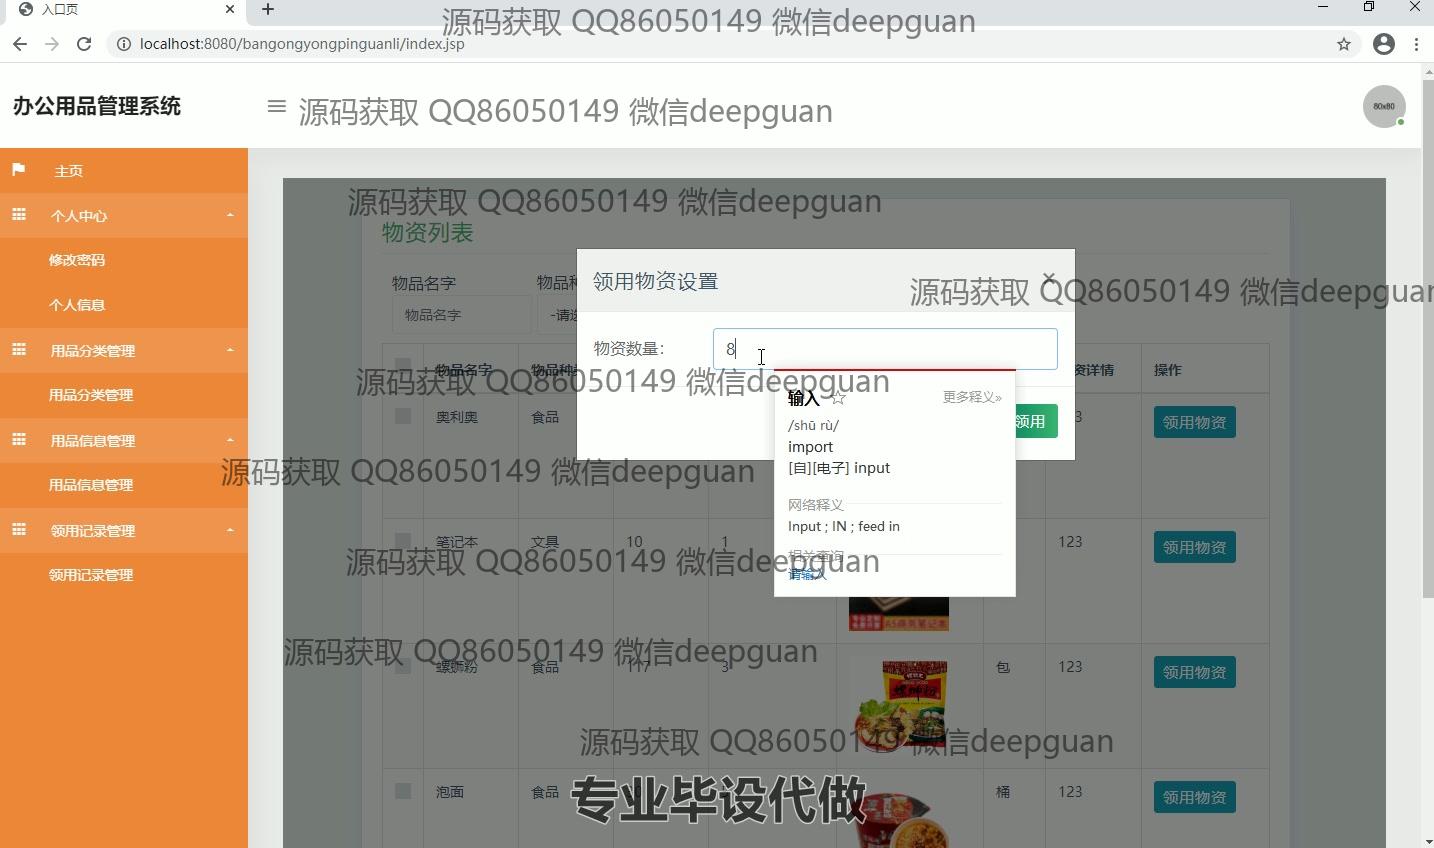 入口页
源码获取 QQ86050149 微信deepguan
localhost:8080/bangongyongpinguanli/index.jsp
办公用品管理系统
源码获取 QQ86050149 微信deepguan
80x80
主页
个人中心
源码获取 QQ86050149 微信deepguan
物资列表
修改密码
物品名字
物品种
领用物资设置
源码获取 QQ86050149 微信deepguan
个人信息
物品名字
-请选
用品分类管理
物资数量:
8
物品名字
物品种
资详情
操作
源码获取 QQ86050149 微信deepguan
用品分类管理
输入
更多释义»
奥利奥
食品
/shū rù/
领用
3
领用物资
用品信息管理
import
源码获取 QQ86050149 微信deepguan
[自][电子] input
用品信息管理
网络释义
领用记录管理
Input ; IN ; feed in
笔记本
文具
10
1
123
领用物资
源码获取 QQ86050149 微信deepguan
相关查询
请输入
领用记录管理
A5商务笔记本
源码获取 QQ86050149 微信deepguan
螺蛳粉
食品
117
3
螺蛳粉
包
123
领用物资
源码获取 QQ86050149 微信deepguan
泡面
食品
桶
123
领用物资
专业毕设代做